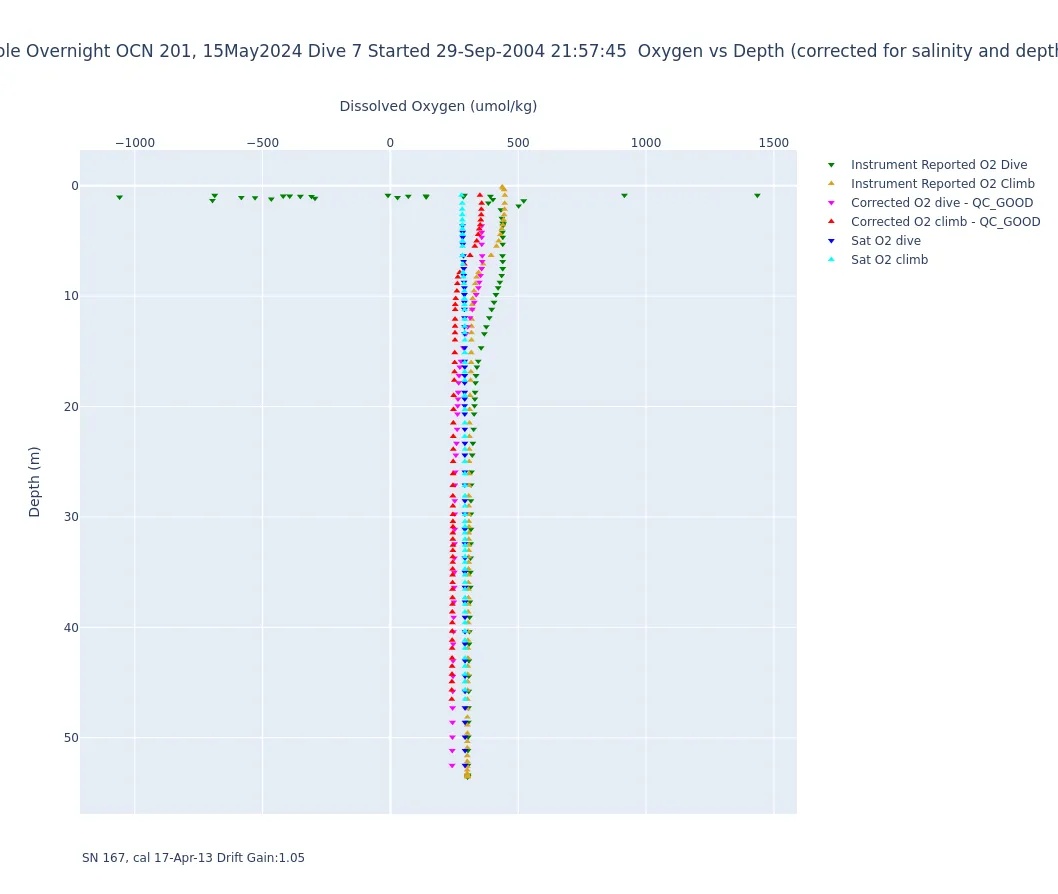 Overnight OCN 201, 15May2024 Dive 7 Started 29-Sep-2004 21:57:45  Oxygen vs Depth (corrected for salinity and
Dissolved Oxygen (umol/kg)
−1000 −500 0 500 1000 1500
Instrument Reported O2 Dive
Instrument Reported O2 Climb
Corrected O2 dive - QC_GOOD
Corrected O2 climb - QC_GOOD
Sat O2 dive
Sat O2 climb
0
10
20
30
40
50
Depth (m)
SN 167, cal 17-Apr-13 Drift Gain:1.05